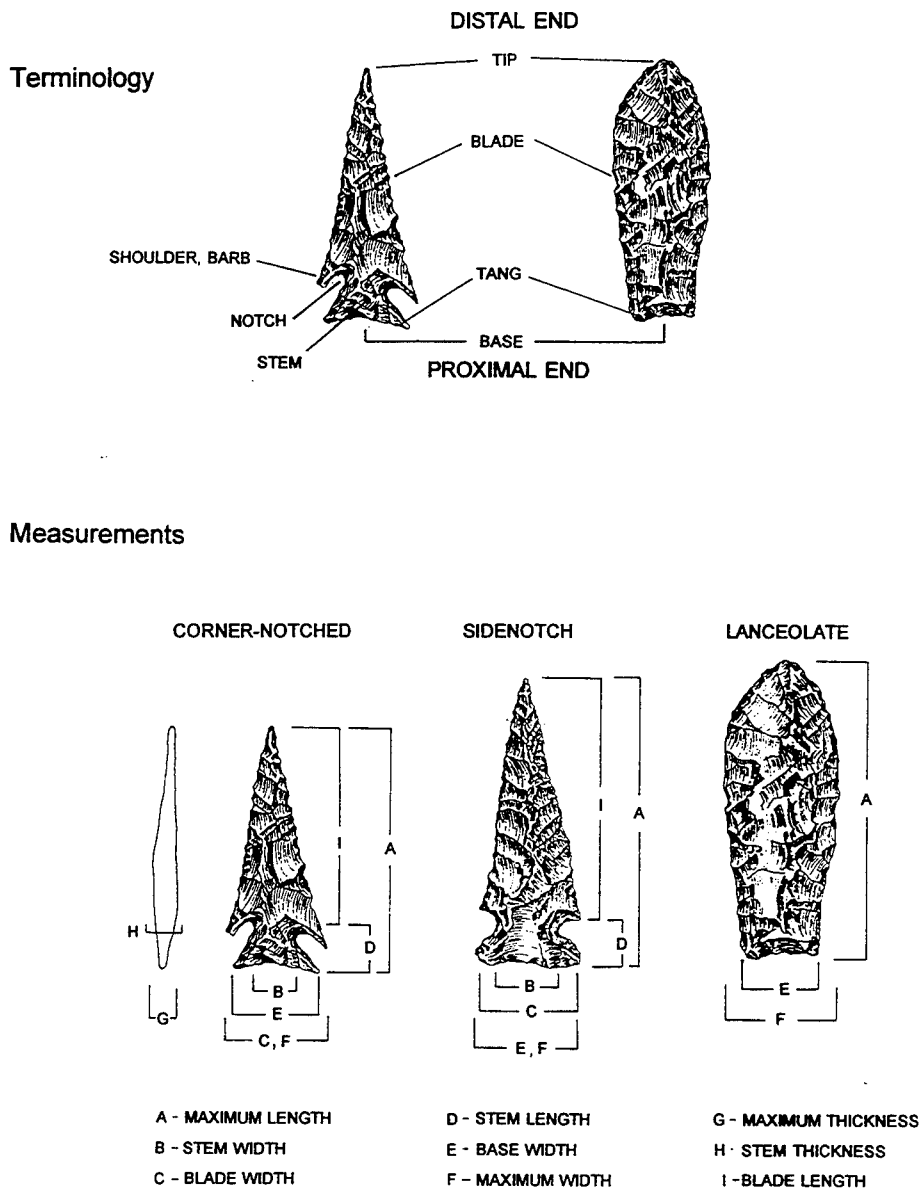 DISTAL END
TIP
Terminology
BLADE
SHOULDER, BARB
TANG
NOTCH
BASE
STEM
PROXIMAL END
Measurements
CORNER-NOTCHED SIDENOTCH LANCEOLATE
I A I A A
H D D
B B E
G E C F
C, F E, F
A - MAXIMUM LENGTH D - STEM LENGTH G - MAXIMUM THICKNESS
B - STEM WIDTH E - BASE WIDTH H - STEM THICKNESS
C - BLADE WIDTH F - MAXIMUM WIDTH I - BLADE LENGTH